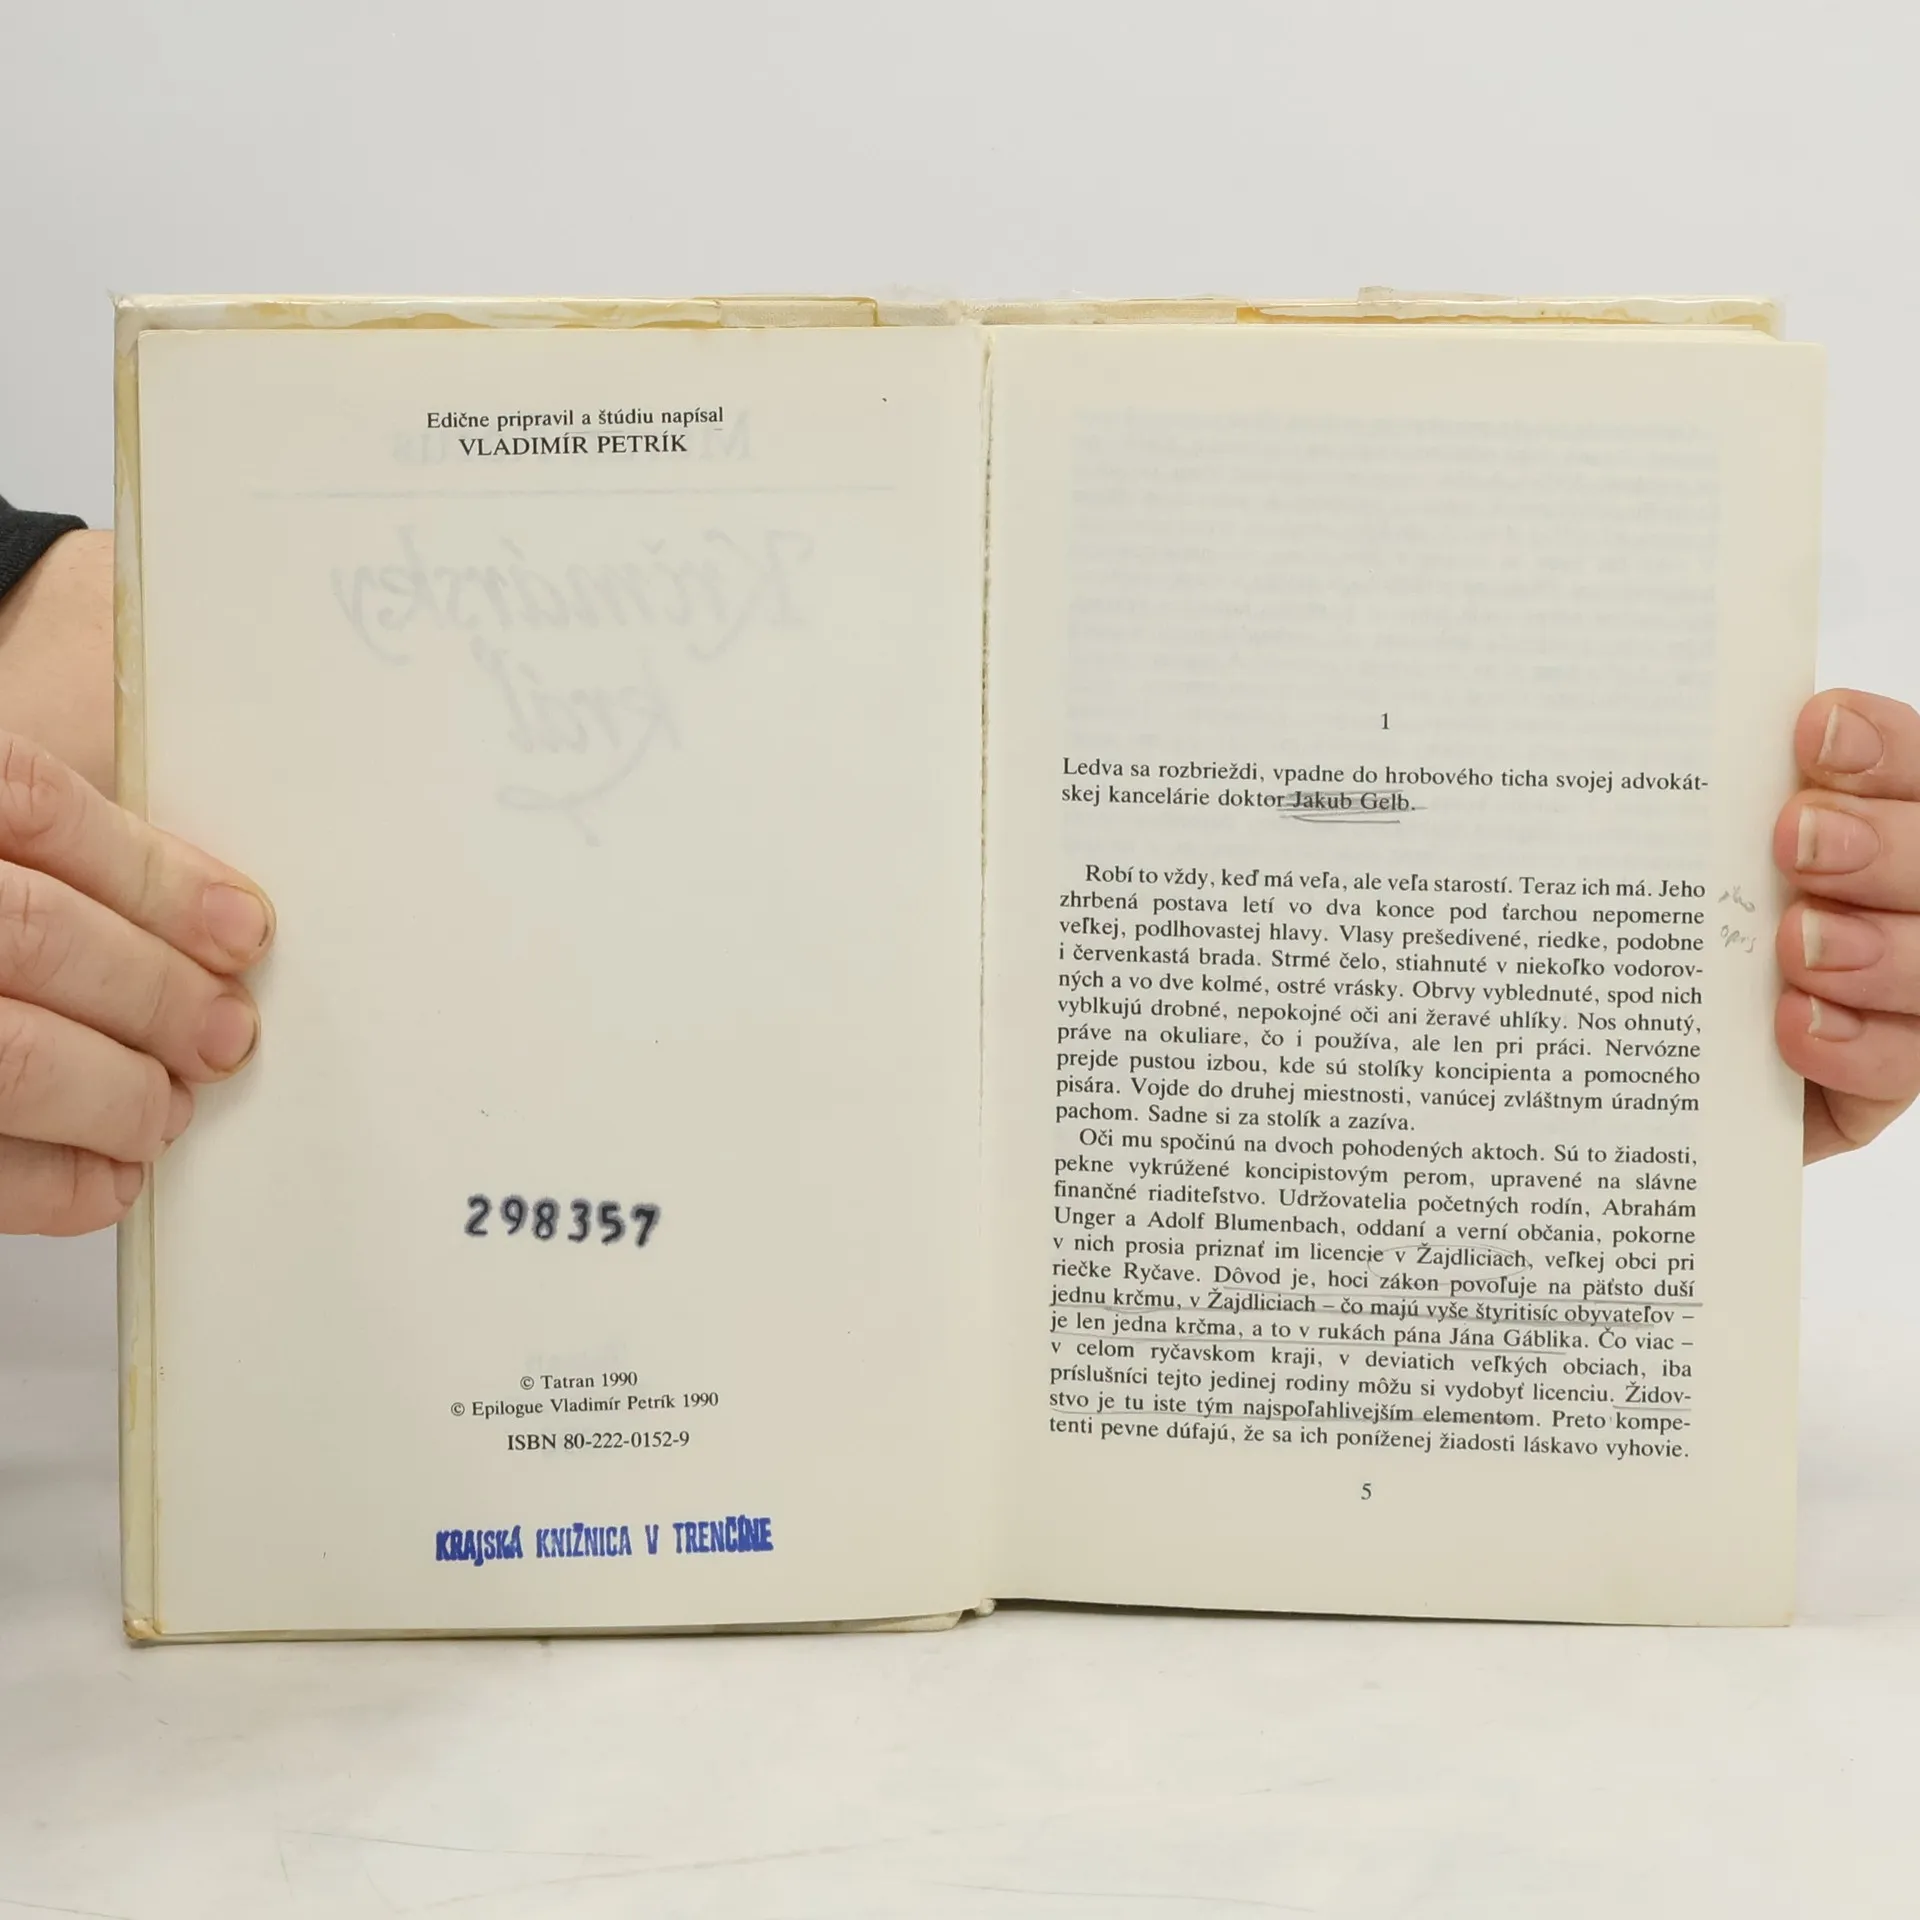 Edične pripravil a štúdiu napísal
VLADIMÍR PETRÍK
Krčmársky
kráľ
298357
© Tatran 1990
© Epilogue Vladimír Petrík 1990
ISBN 80-222-0152-9
KRAJSKÁ KNIŽNICA V TRENČÍNE
1
Ledva sa rozbrieždi, vpadne do hrobového ticha svojej advokát-
skej kancelárie doktor Jakub Gelb.
Robí to vždy, keď má veľa, ale veľa starostí. Teraz ich má. Jeho
zhrbená postava letí vo dva konce pod ťarchou nepomerne
veľkej, podlhovastej hlavy. Vlasy prešedivené, riedke, podobne
i červenkastá brada. Strmé čelo, stiahnuté v niekoľko vodorov-
ných a vo dve kolmé, ostré vrásky. Obrvy vyblednuté, spod nich
vyblkujú drobné, nepokojné oči ani žeravé uhlíky. Nos ohnutý,
práve na okuliare, čo i používa, ale len pri práci. Nervózne
prejde pustou izbou, kde sú stolíky koncipienta a pomocného
pisára. Vojde do druhej miestnosti, vanúcej zvláštnym úradným
pachom. Sadne si za stolík a zazíva.
Oči mu spočinú na dvoch pohodených aktoch. Sú to žiadosti,
pekne vykrúžené koncipistovým perom, upravené na slávne
finančné riaditeľstvo. Udržovatelia početných rodín, Abrahám
Unger a Adolf Blumenbach, oddaní a verní občania, pokorne
v nich prosia priznať im licencie v Žajdliciach, veľkej obci pri
riečke Ryčave. Dôvod je, hoci zákon povoľuje na päťsto duší
jednu krčmu, v Žajdliciach – čo majú vyše štyritisíc obyvateľov –
je len jedna krčma, a to v rukách pána Jána Gáblika. Čo viac –
v celom ryčavskom kraji, v deviatich veľkých obciach, iba
príslušníci tejto jedinej rodiny môžu si vydobyť licenciu. Židov-
stvo je tu iste tým najspoľahlivejším elementom. Preto kompe-
tenti pevne dúfajú, že sa ich poníženej žiadosti láskavo vyhovie.
opis
5